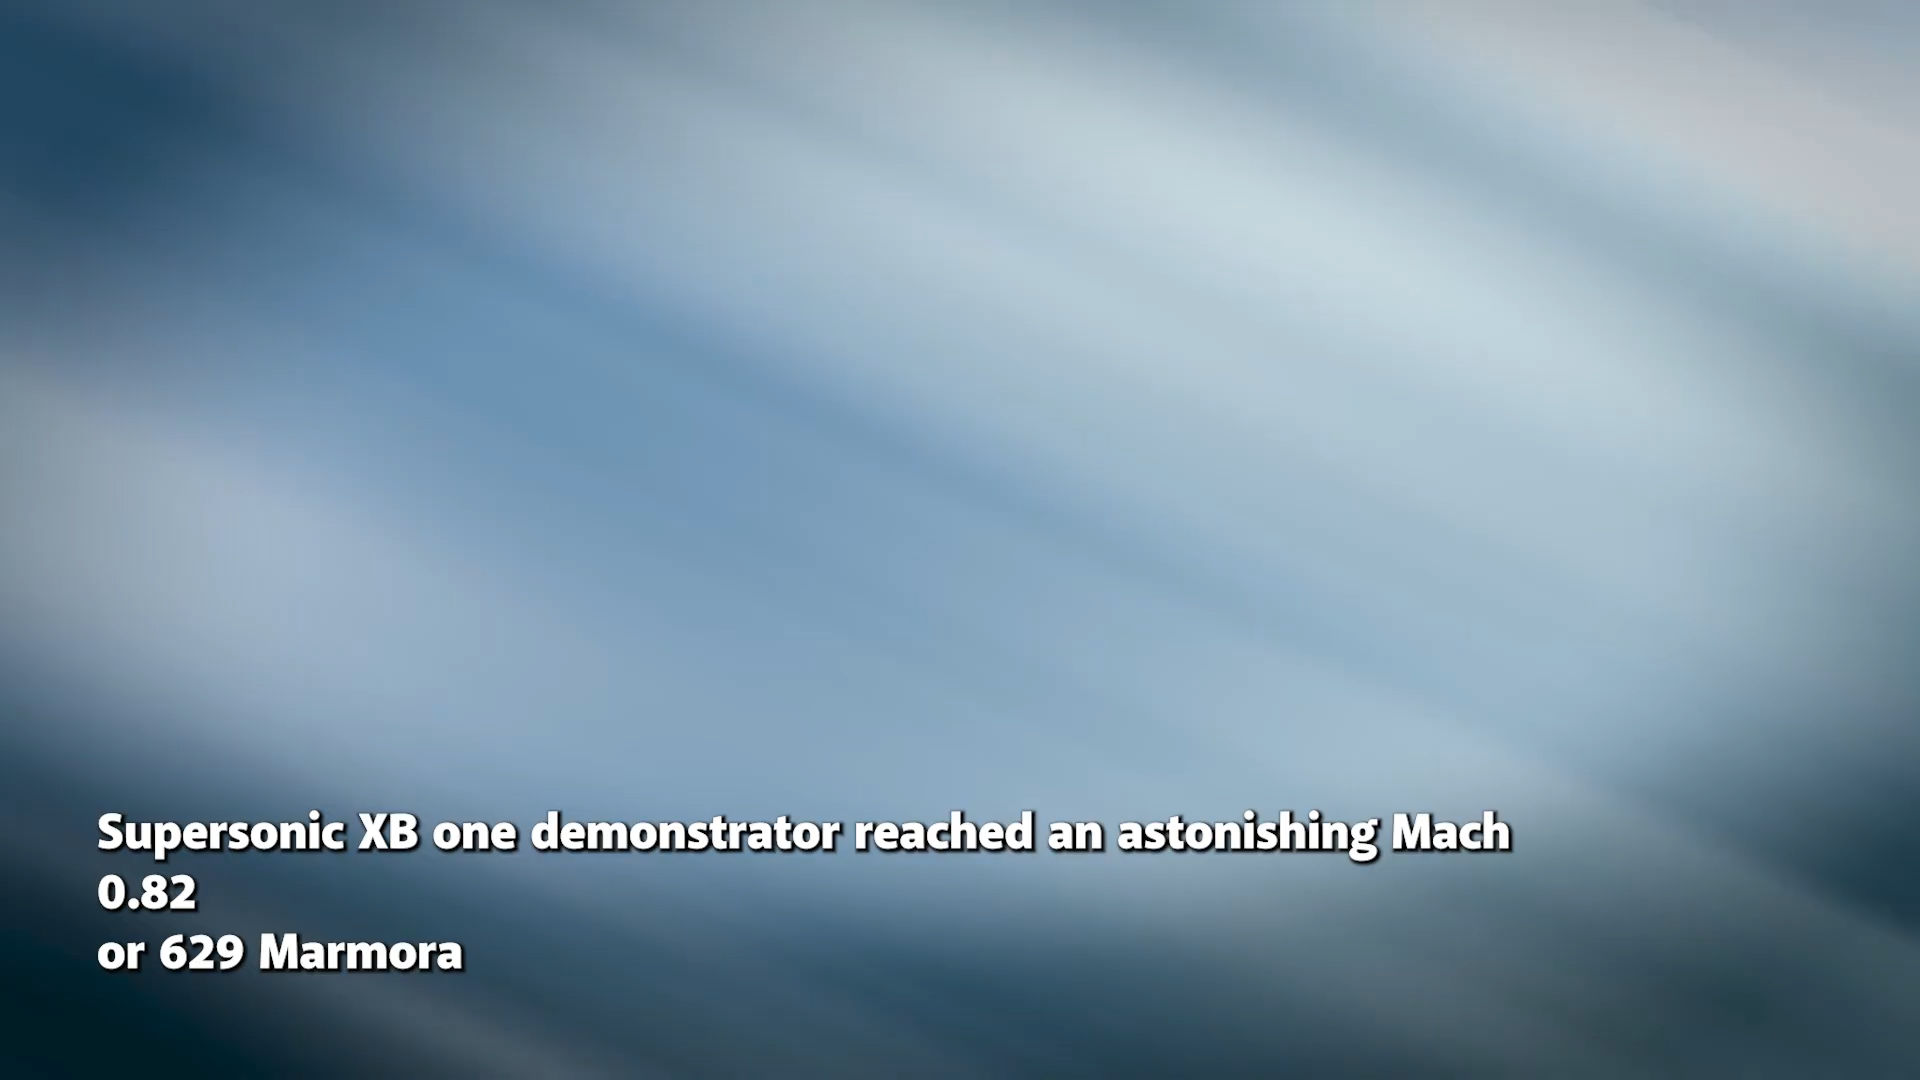 Supersonic XB one demonstrator reached an astonishing Mach
0.82
or 629 Marmora